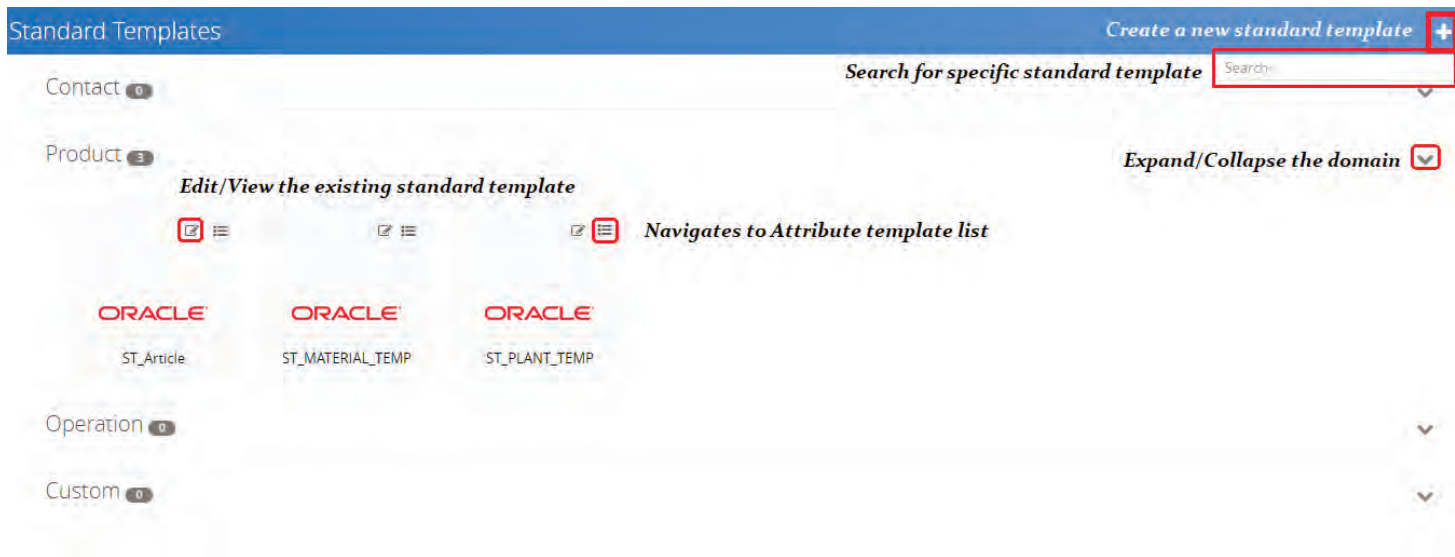 Standard Templates
Create a new standard template
Search for specific standard template
Search..
Contact 0
Product 3
Expand/Collapse the domain
Edit/View the existing standard template
Navigates to Attribute template list
ORACLE ORACLE ORACLE
ST_Article ST_MATERIAL_TEMP ST_PLANT_TEMP
Operation 0
Custom 0